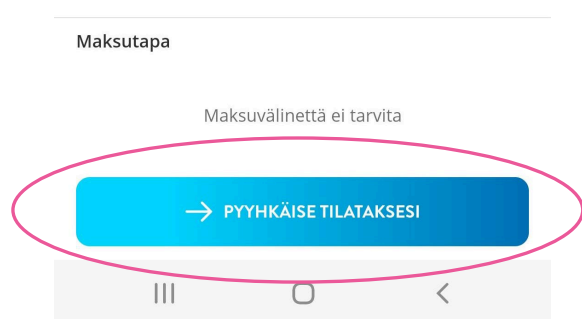 Maksutapa
Maksuvälinettä ei tarvita
PYYHKÄISE TILATAKSESI